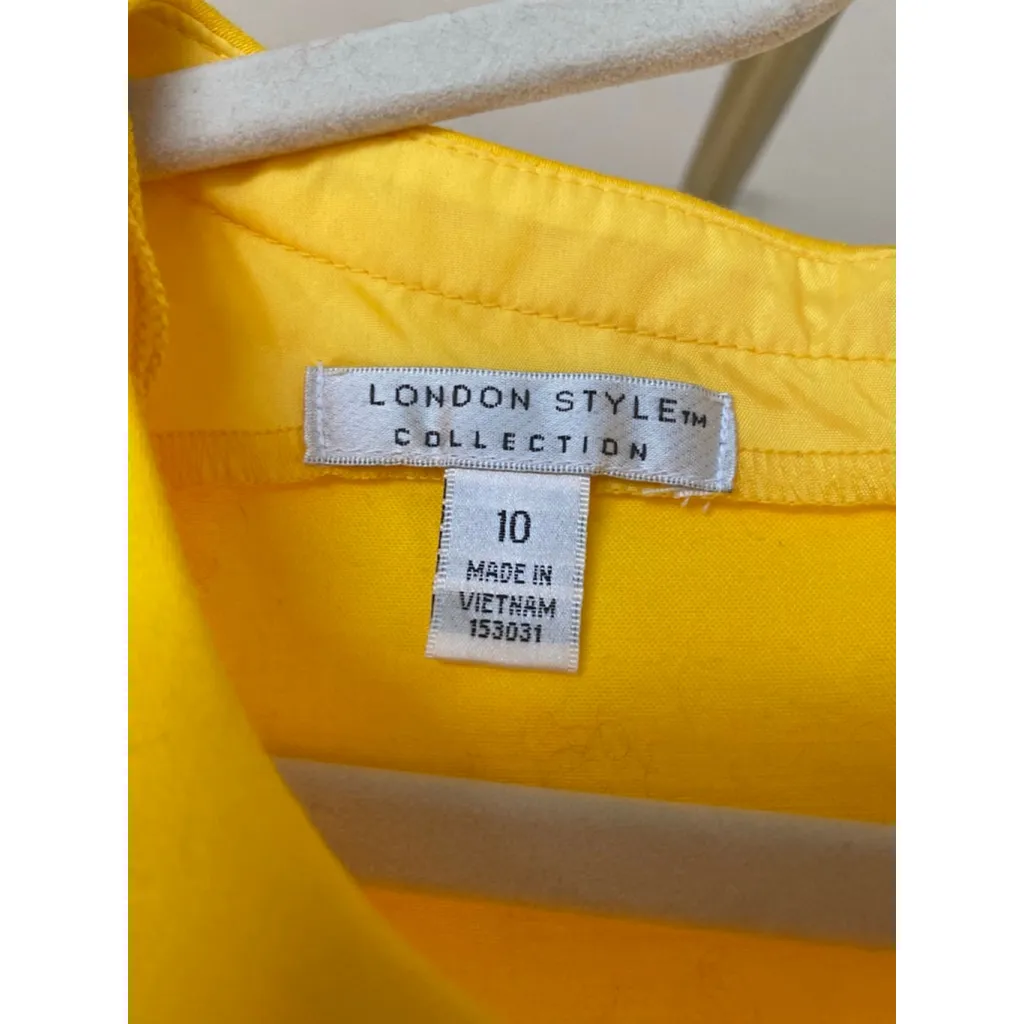 LONDON STYLE™
COLLECTION
10
MADE IN
VIETNAM
153031